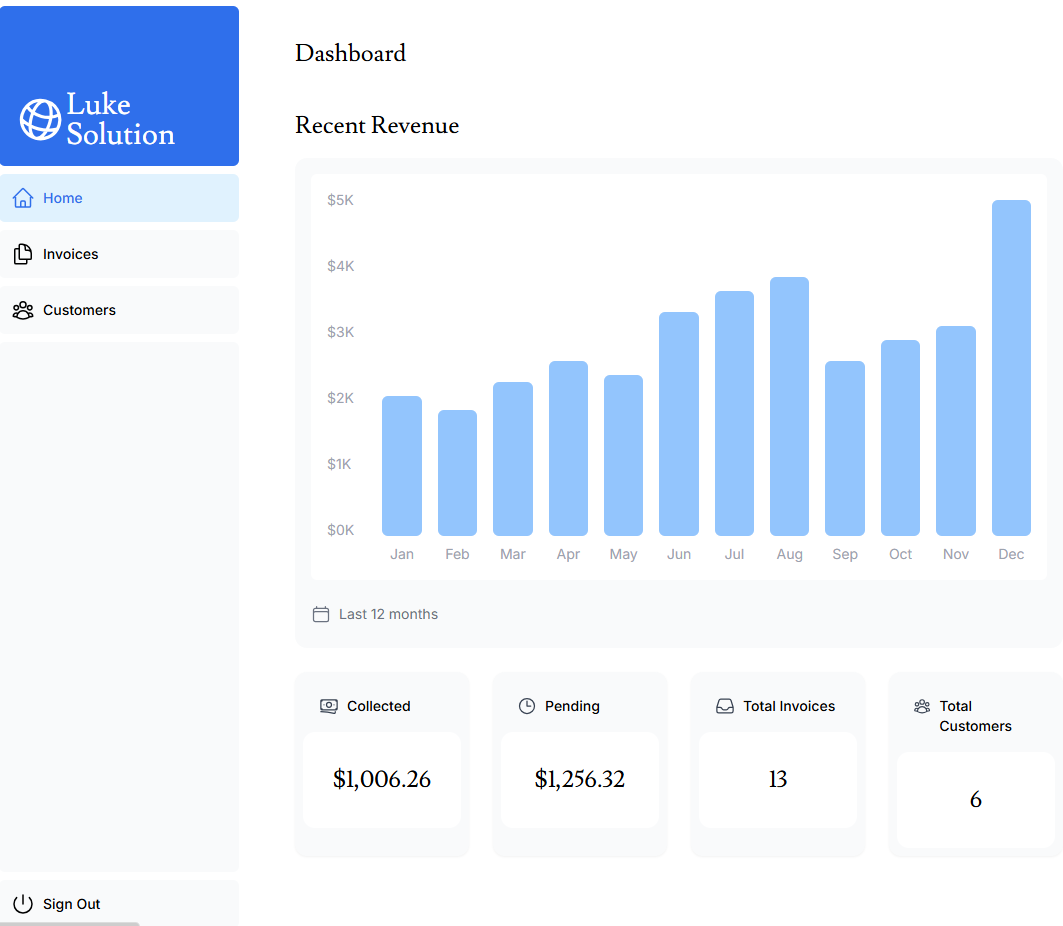 Luke
Solution
Home
Invoices
Customers
Sign Out
Dashboard
Recent Revenue
$5K
$4K
$3K
$2K
$1K
$0K
Jan Feb Mar Apr May Jun Jul Aug Sep Oct Nov Dec
Last 12 months
Collected
$1,006.26
Pending
$1,256.32
Total Invoices
13
Total
Customers
6